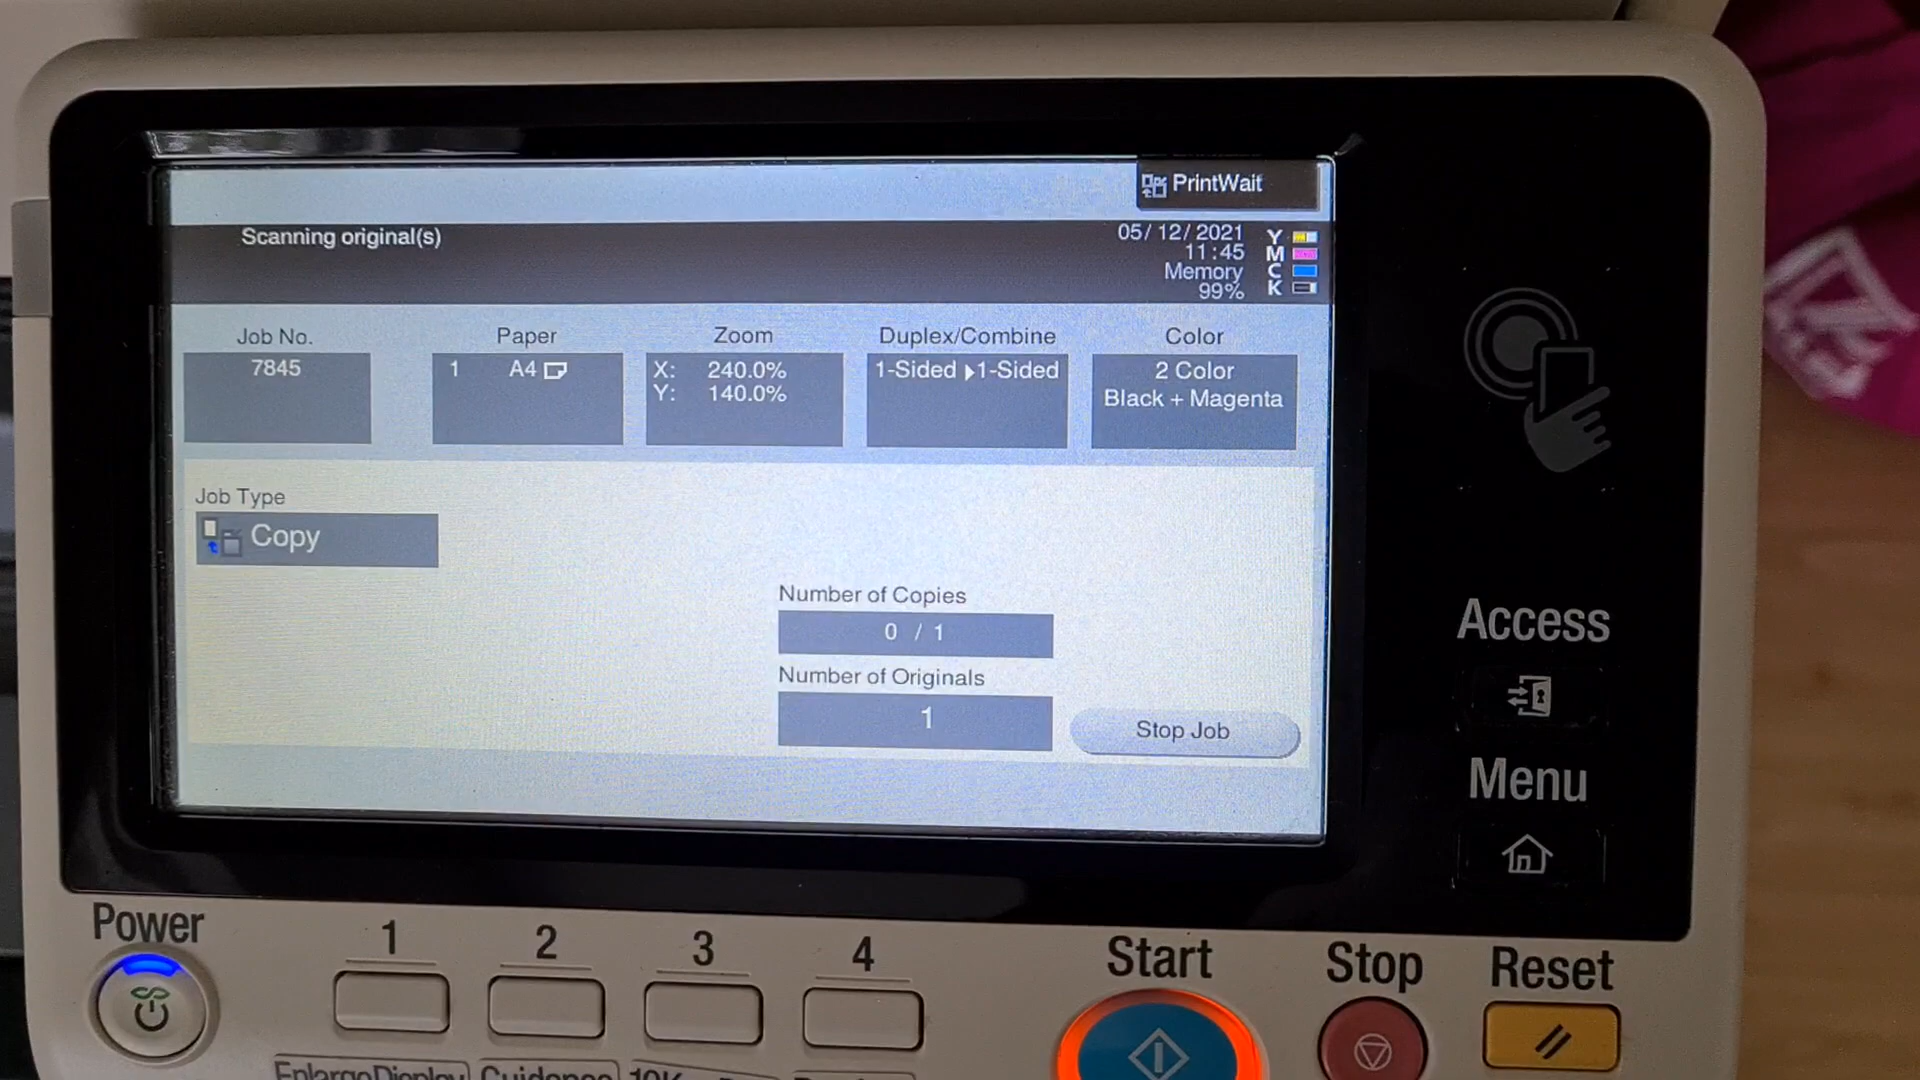 PrintWait
Scanning original(s)
05/12/2021
11:45
Memory
99%
Y
M
C
K
Job No.
7845
Paper
1 A4
Zoom
X: 240.0%
Y: 140.0%
Duplex/Combine
1-Sided ▸1-Sided
Color
2 Color
Black + Magenta
Job Type
Copy
Number of Copies
0 / 1
Number of Originals
1
Stop Job
Access
Menu
Power
1
2
3
4
Start
Stop
Reset
EnlargeDisplay
Guidance